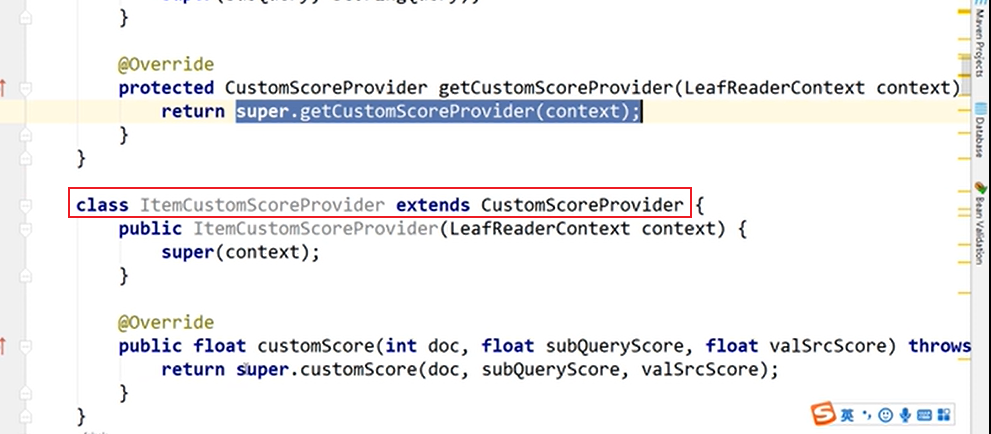 }
@Override
protected CustomScoreProvider getCustomScoreProvider(LeafReaderContext context)
return super.getCustomScoreProvider(context);
}
}
class ItemCustomScoreProvider extends CustomScoreProvider {
public ItemCustomScoreProvider(LeafReaderContext context) {
super(context);
}
@Override
public float customScore(int doc, float subQueryScore, float valSrcScore) throws
return super.customScore(doc, subQueryScore, valSrcScore);
}
}
Maven Projects
Database
Bean Validation
S 英